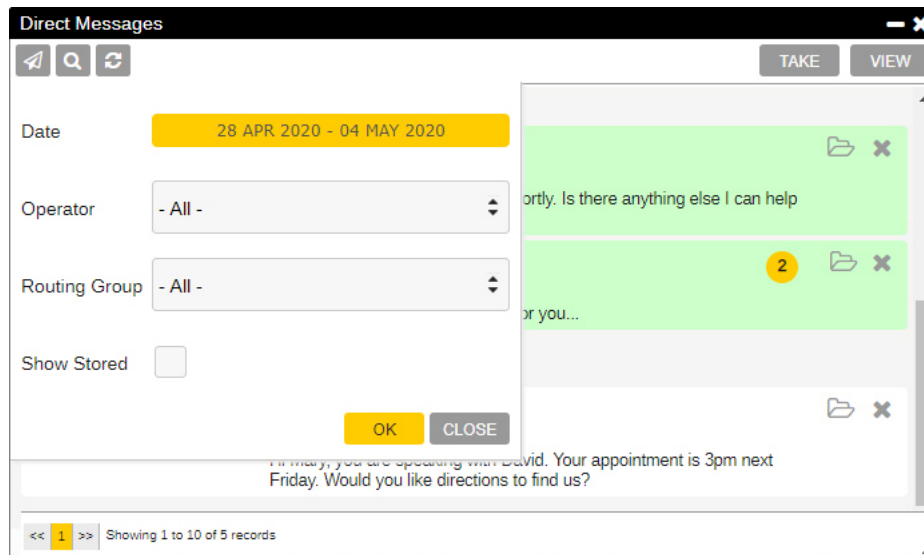 Direct Messages
TAKE VIEW
Date 28 APR 2020 - 04 MAY 2020
Operator - All -
ortly. Is there anything else I can help
Routing Group - All -
2
or you...
Show Stored
OK CLOSE
Hi Mary, you are speaking with David. Your appointment is 3pm next
Friday. Would you like directions to find us?
<< 1 >> Showing 1 to 10 of 5 records